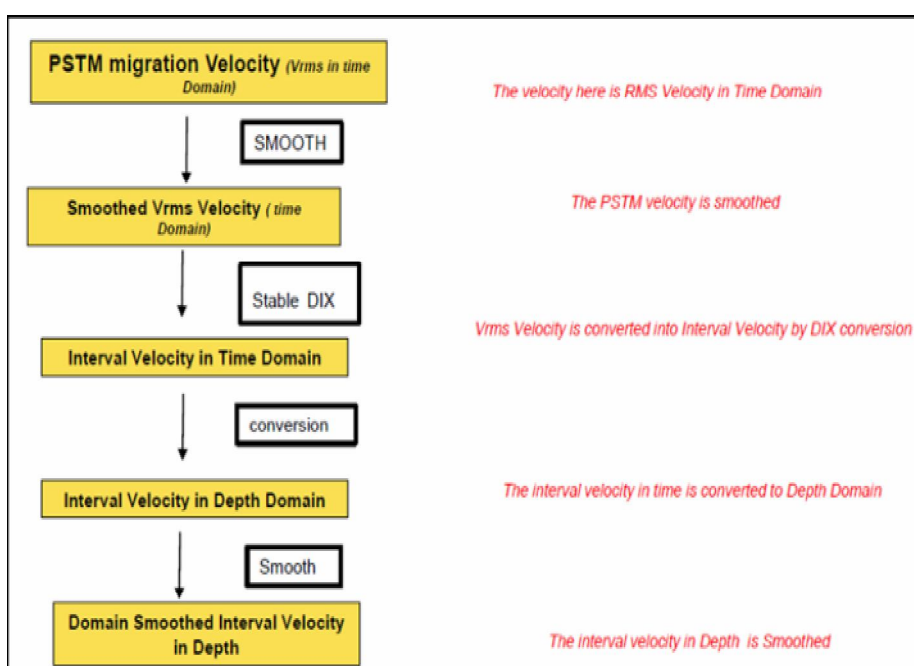 PSTM migration Velocity (Vrms in time
Domain)
The velocity here is RMS Velocity in Time Domain
SMOOTH
Smoothed Vrms Velocity ( time
Domain)
The PSTM velocity is smoothed
Stable DIX
Vrms Velocity is converted into Interval Velocity by DIX conversion
Interval Velocity in Time Domain
conversion
Interval Velocity in Depth Domain
The interval velocity in time is converted to Depth Domain
Smooth
Domain Smoothed Interval Velocity
in Depth
The interval velocity in Depth is Smoothed